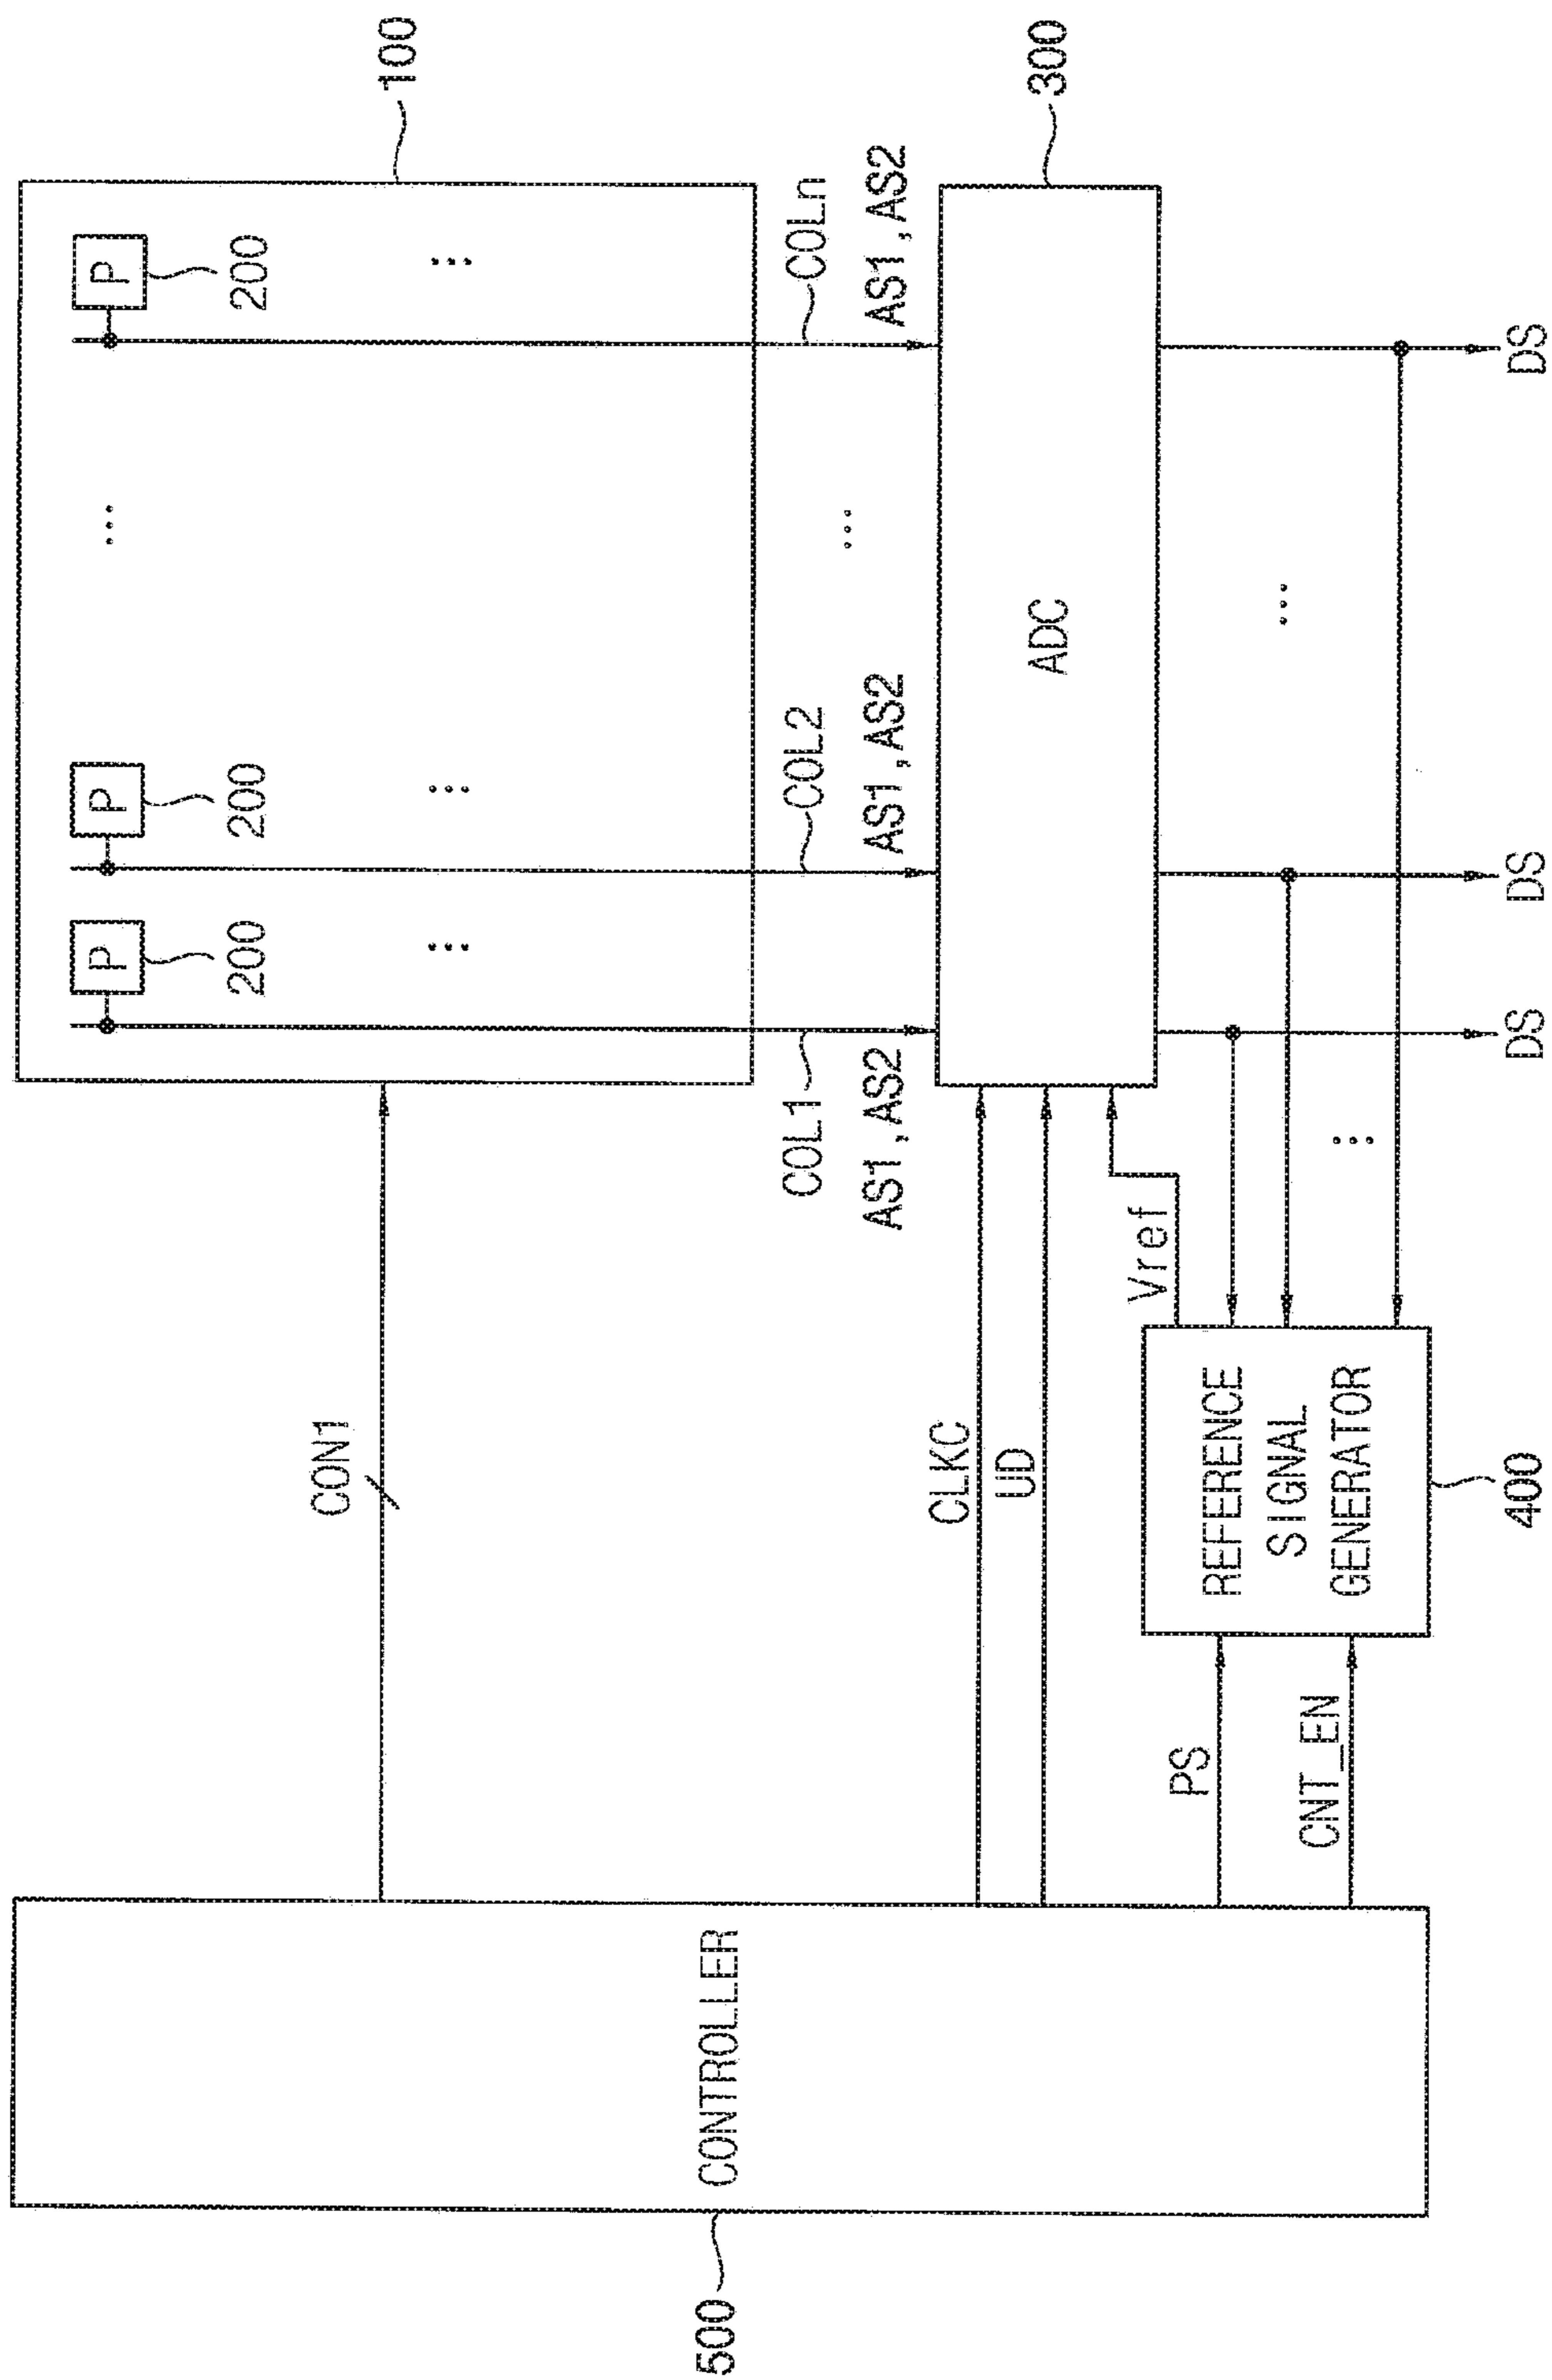 100
P
P
P
200
200
200
CON1
COL1
COL2
COLn
AS1,AS2
AS1,AS2
AS1,AS2
300
ADC
CLKC
UD
Vref
CONTROLLER
500
PS
CNT_EN
REFERENCE
SIGNAL
GENERATOR
400
DS
DS
DS